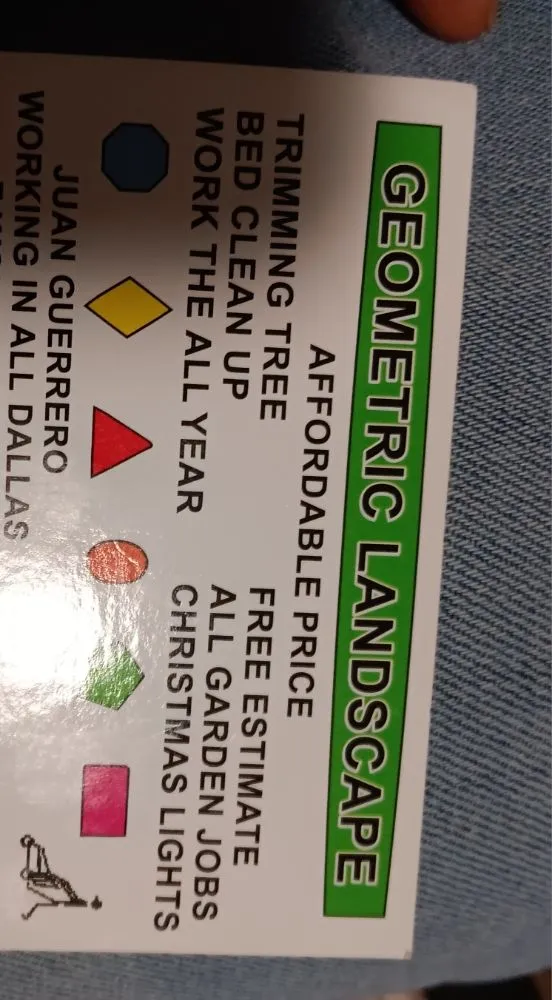 GEOMETRIC LANDSCAPE
AFFORDABLE PRICE
TRIMMING TREE
BED CLEAN UP
WORK THE ALL YEAR
FREE ESTIMATE
ALL GARDEN JOBS
CHRISTMAS LIGHTS
JUAN GUERRERO
WORKING IN ALL DALLAS